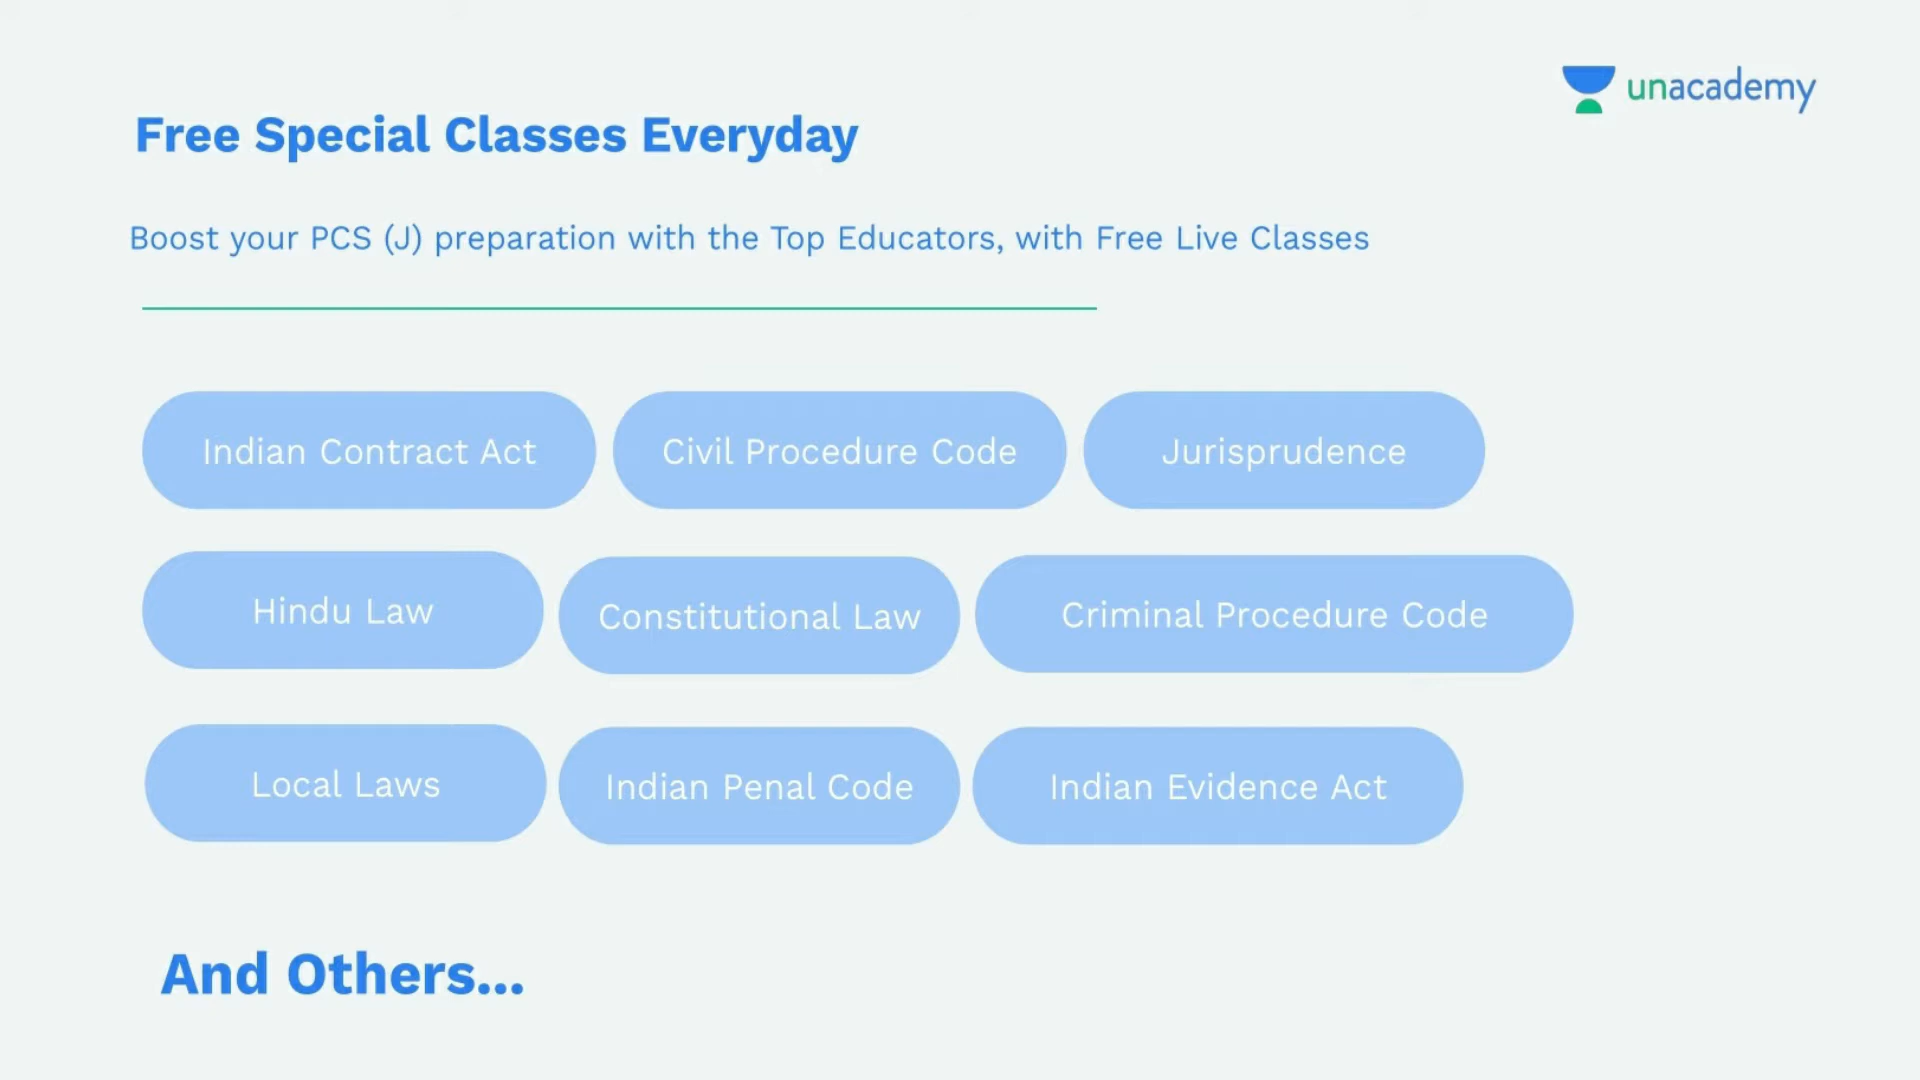 unacademy
Free Special Classes Everyday
Boost your PCS (J) preparation with the Top Educators, with Free Live Classes
Indian Contract Act
Civil Procedure Code
Jurisprudence
Hindu Law
Constitutional Law
Criminal Procedure Code
Local Laws
Indian Penal Code
Indian Evidence Act
And Others...